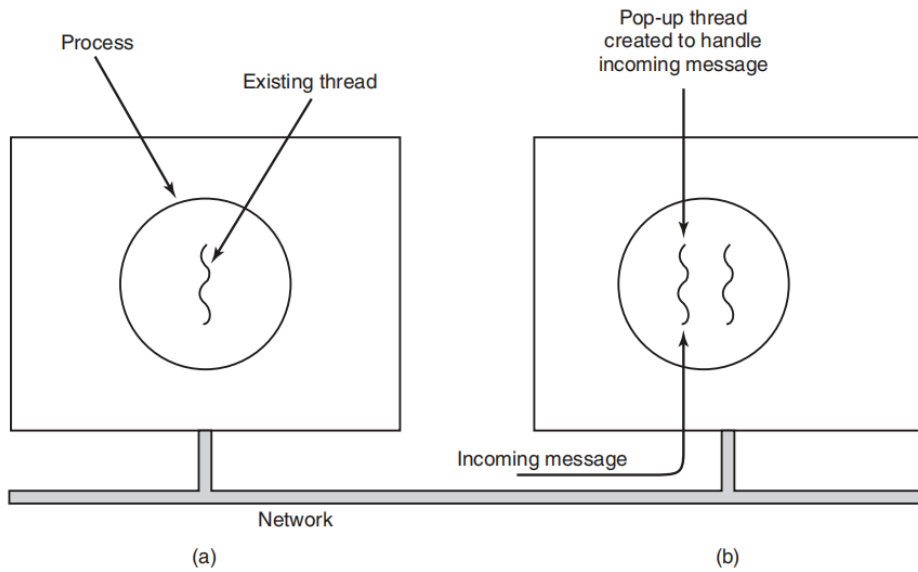 Process
Existing thread
Pop-up thread
created to handle
incoming message
Incoming message
Network
(a)
(b)